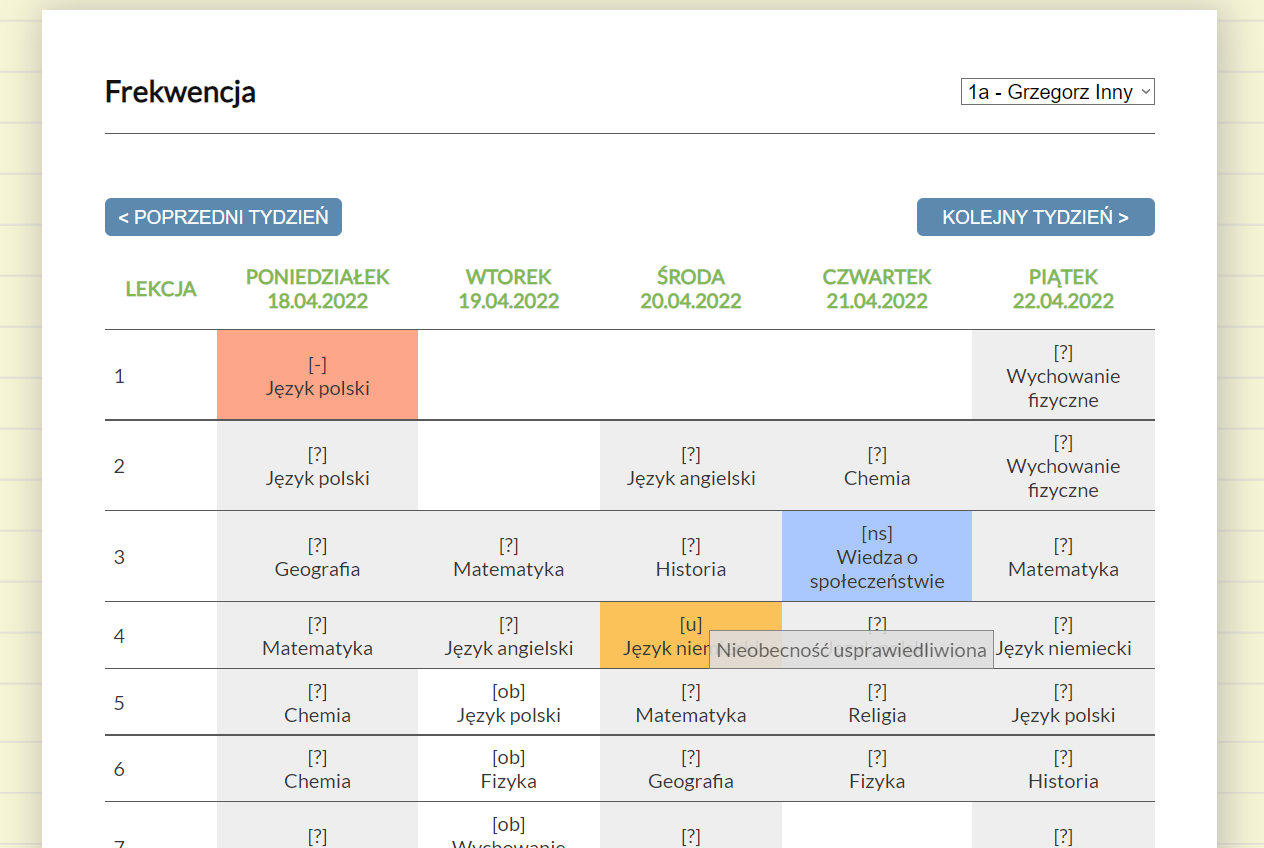 Frekwencja
1a - Grzegorz Inny
< POPRZEDNI TYDZIEŃ
KOLEJNY TYDZIEŃ >
LEKCJA
PONIEDZIAŁEK
18.04.2022
WTOREK
19.04.2022
ŚRODA
20.04.2022
CZWARTEK
21.04.2022
PIĄTEK
22.04.2022
1
[-]
Język polski
[?]
Wychowanie
fizyczne
2
[?]
Język polski
[?]
Język angielski
[?]
Chemia
[?]
Wychowanie
fizyczne
3
[?]
Geografia
[?]
Matematyka
[?]
Historia
[ns]
Wiedza o
społeczeństwie
[?]
Matematyka
4
[?]
Matematyka
[?]
Język angielski
[u]
Język
Nieobecność usprawiedliwiona
[?]
[?]
Język niemiecki
5
[?]
Chemia
[ob]
Język polski
[?]
Matematyka
[?]
Religia
[?]
Język polski
6
[?]
Chemia
[ob]
Fizyka
[?]
Geografia
[?]
Fizyka
[?]
Historia
7
[?]
[ob]
Wychowanie
[?]
[?]